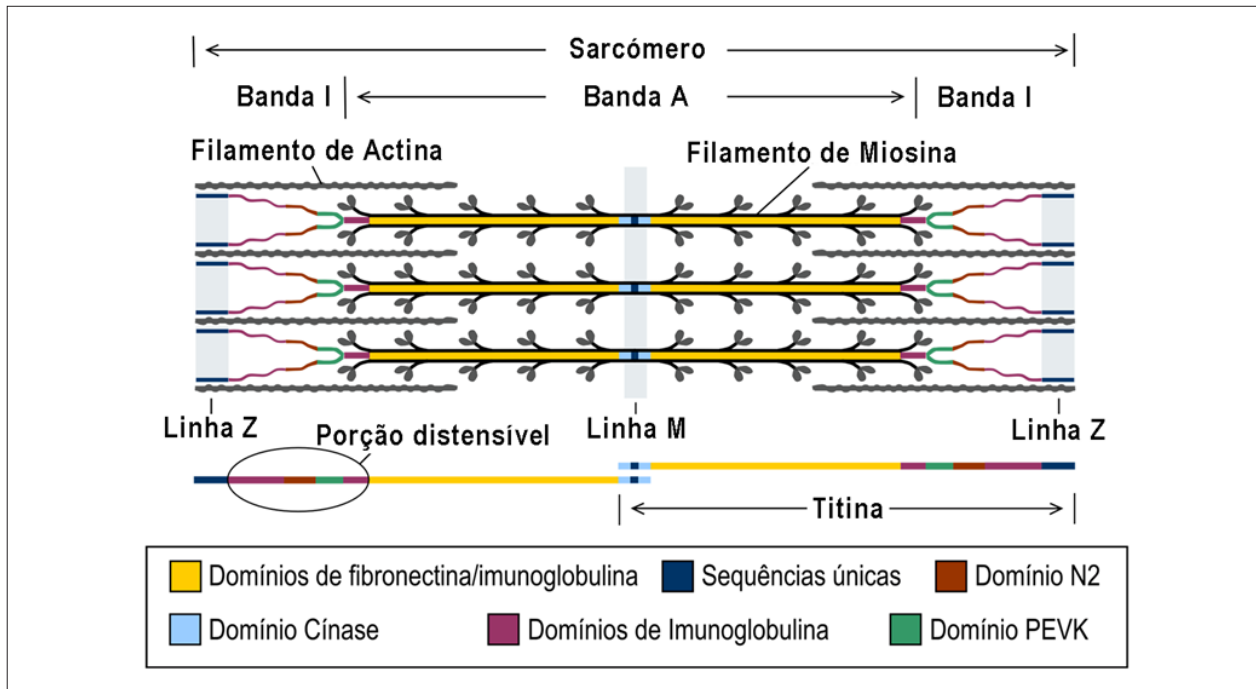 Sarcómero
Banda I Banda A Banda I
Filamento de Actina Filamento de Miosina
Linha Z Porção distensível Linha M Linha Z
Titina
Domínios de fibronectina/imunoglobulina Sequências únicas Domínio N2
Domínio Cínase Domínios de Imunoglobulina Domínio PEVK